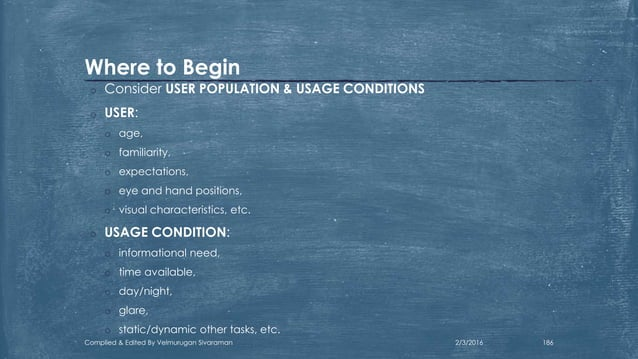 Where to Begin
o Consider USER POPULATION & USAGE CONDITIONS
o USER:
o age,
o familiarity,
o expectations,
o eye and hand positions,
o visual characteristics, etc.
o USAGE CONDITION:
o informational need,
o time available,
o day/night,
o glare,
o static/dynamic other tasks, etc.
Complied & Edited By Velmurugan Sivaraman 2/3/2016 186